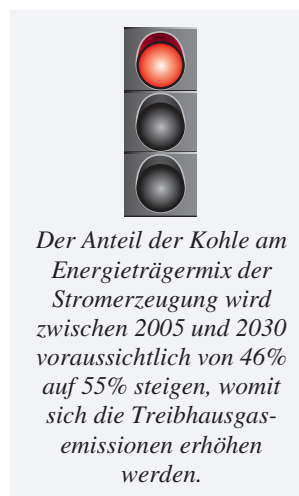 Der Anteil der Kohle am
Energieträgermix der
Stromerzeugung wird
zwischen 2005 und 2030
voraussichtlich von 46%
auf 55% steigen, womit
sich die Treibhausgas-
emissionen erhöhen
werden.